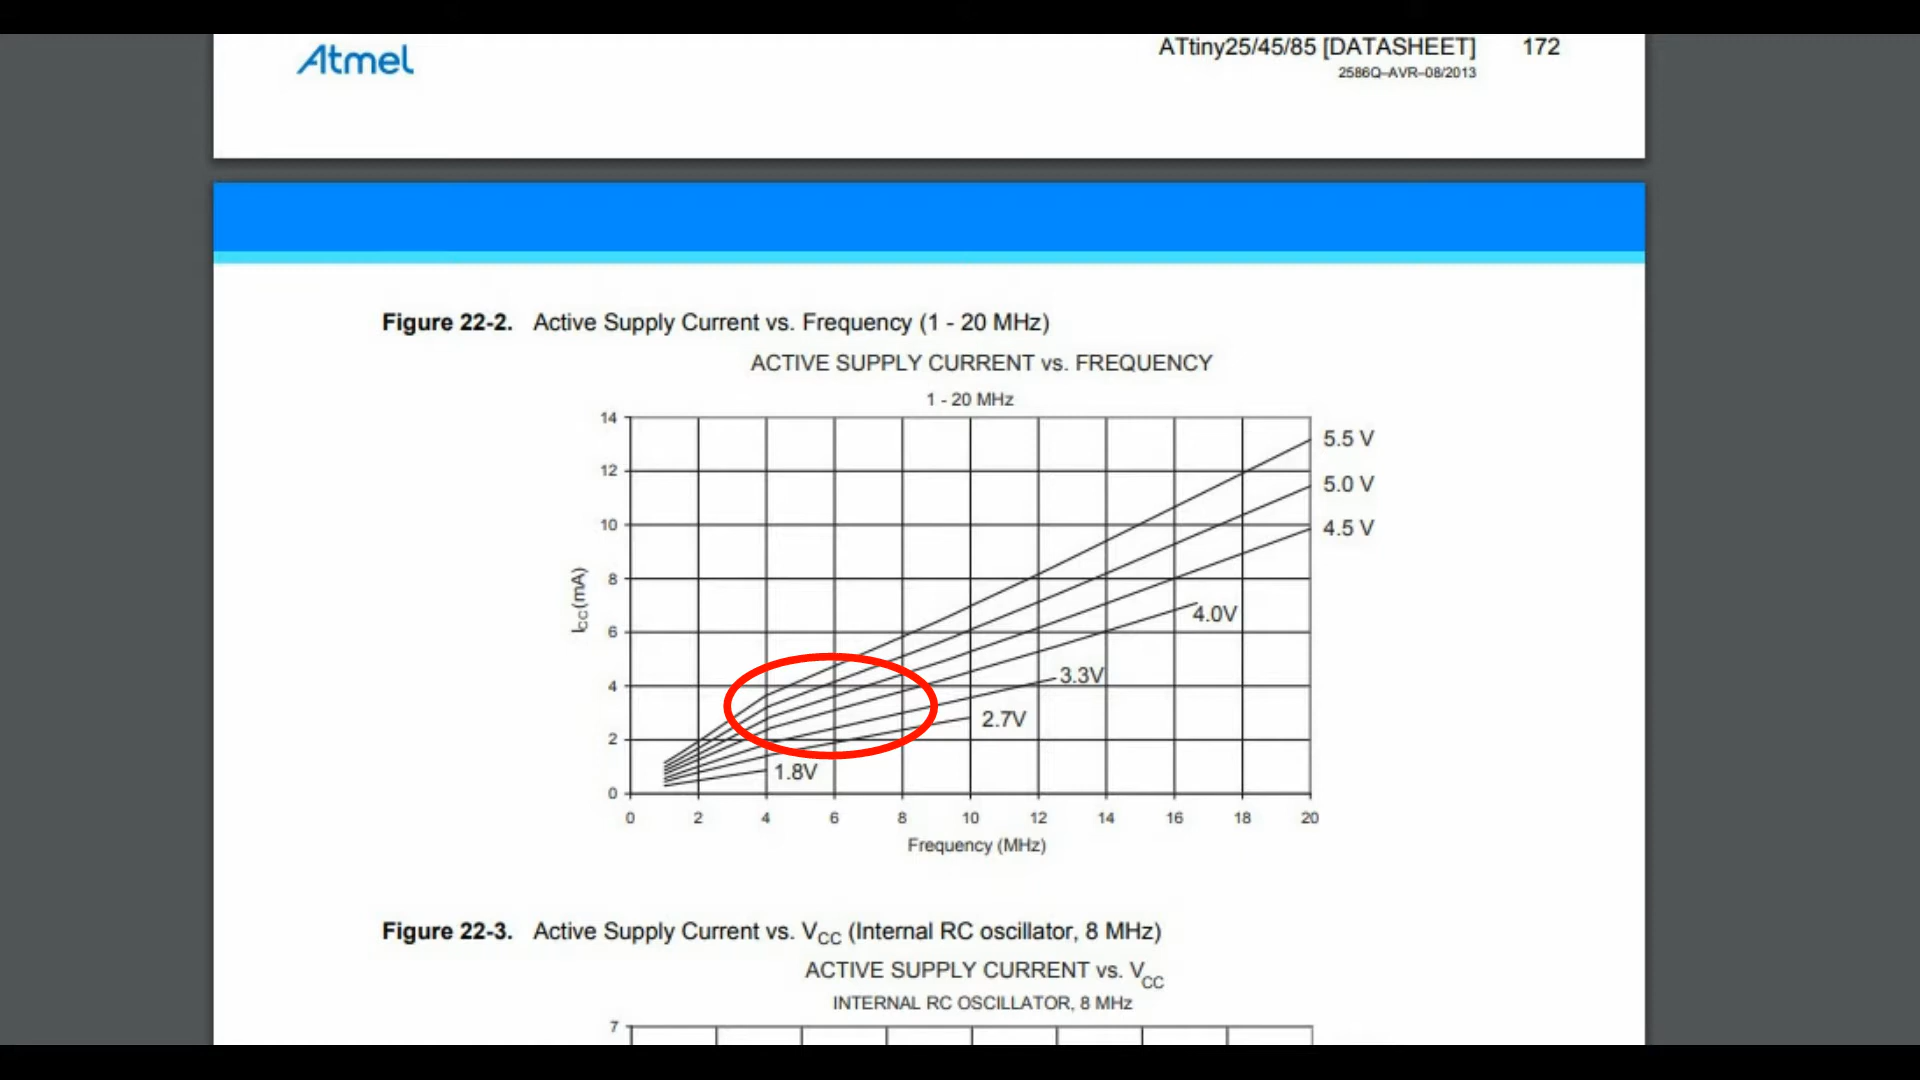 Atmel
ATtiny25/45/85 [DATASHEET] 172
2586Q–AVR–08/2013
Figure 22-2. Active Supply Current vs. Frequency (1 - 20 MHz)
ACTIVE SUPPLY CURRENT vs. FREQUENCY
1 - 20 MHz
14
12
10
8
6
4
2
0
ICC (mA)
5.5 V
5.0 V
4.5 V
4.0V
3.3V
2.7V
1.8V
0 2 4 6 8 10 12 14 16 18 20
Frequency (MHz)
Figure 22-3. Active Supply Current vs. VCC (Internal RC oscillator, 8 MHz)
ACTIVE SUPPLY CURRENT vs. VCC
INTERNAL RC OSCILLATOR, 8 MHz
7